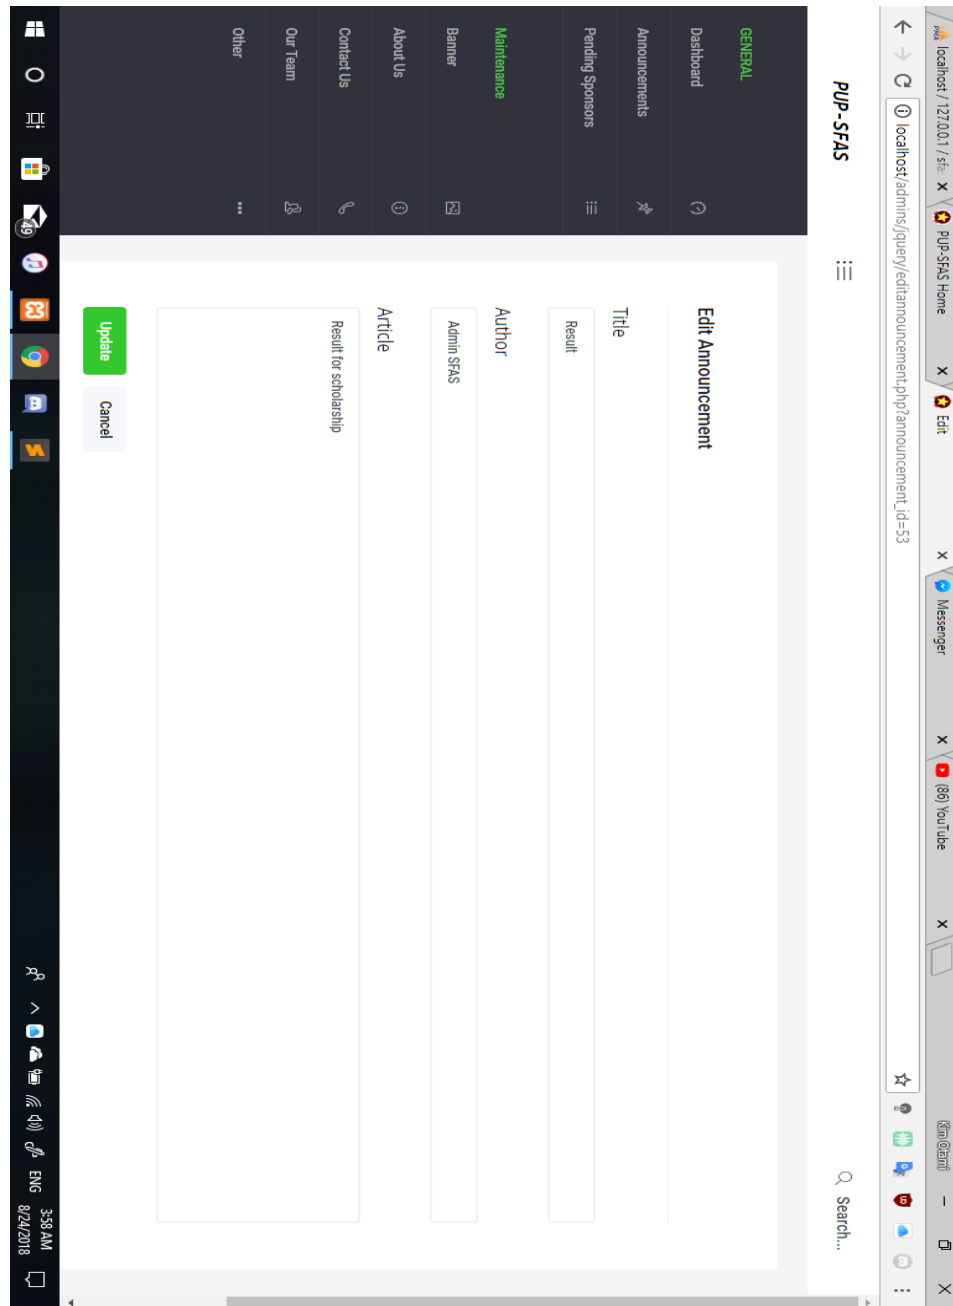 localhost / 127.0.0.1 / sfa
PUP-SFAS Home
Edit
Messenger
(86) YouTube
Kim Otami
localhost/admins/jquery/editannouncement.php?announcement_id=53
PUP-SFAS
Search...
GENERAL
Dashboard
Announcements
Pending Sponsors
Maintenance
Banner
About Us
Contact Us
Our Team
Other
Edit Announcement
Title
Result
Author
Admin SFAS
Article
Result for scholarship
Update
Cancel
49
ENG
3:58 AM
8/24/2018